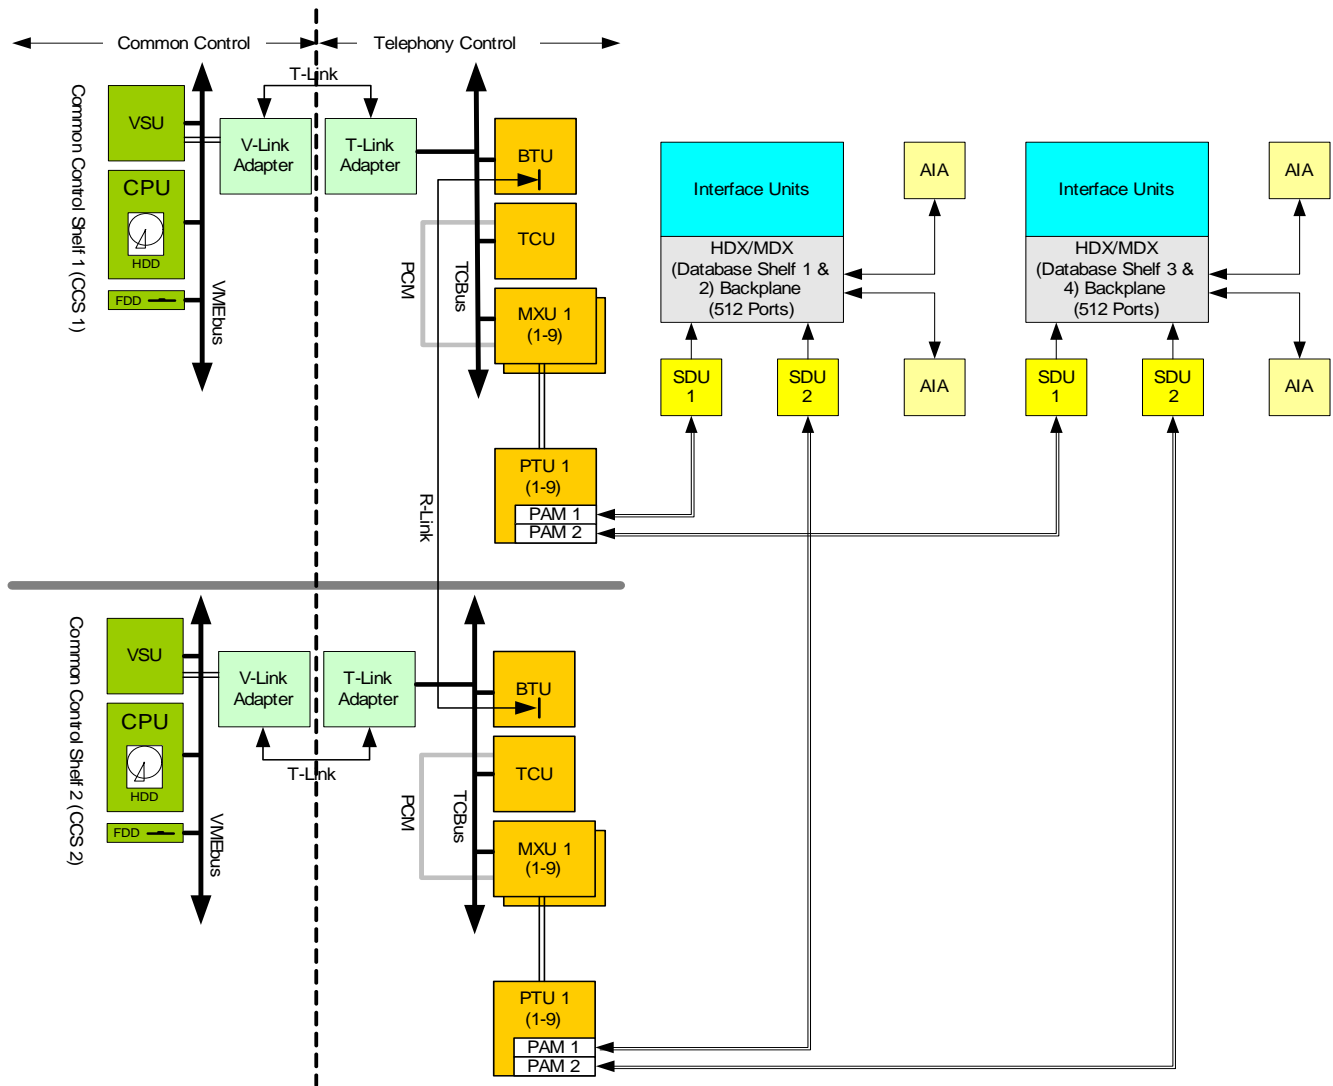 Common Control
Telephony Control
T-Link
Common Control Shelf 1 (CCS 1)
VSU
CPU
HDD
FDD
VMEbus
V-Link
Adapter
T-Link
Adapter
BTU
TCU
PCM
TCBus
MXU 1
(1-9)
PTU 1
(1-9)
PAM 1
PAM 2
R-Link
Interface Units
HDX/MDX
(Database Shelf 1 &
2) Backplane
(512 Ports)
AIA
AIA
SDU
1
SDU
2
Interface Units
HDX/MDX
(Database Shelf 3 &
4) Backplane
(512 Ports)
AIA
AIA
SDU
1
SDU
2
Common Control Shelf 2 (CCS 2)
VSU
CPU
HDD
FDD
VMEbus
V-Link
Adapter
T-Link
Adapter
T-Link
BTU
TCU
PCM
TCBus
MXU 1
(1-9)
PTU 1
(1-9)
PAM 1
PAM 2